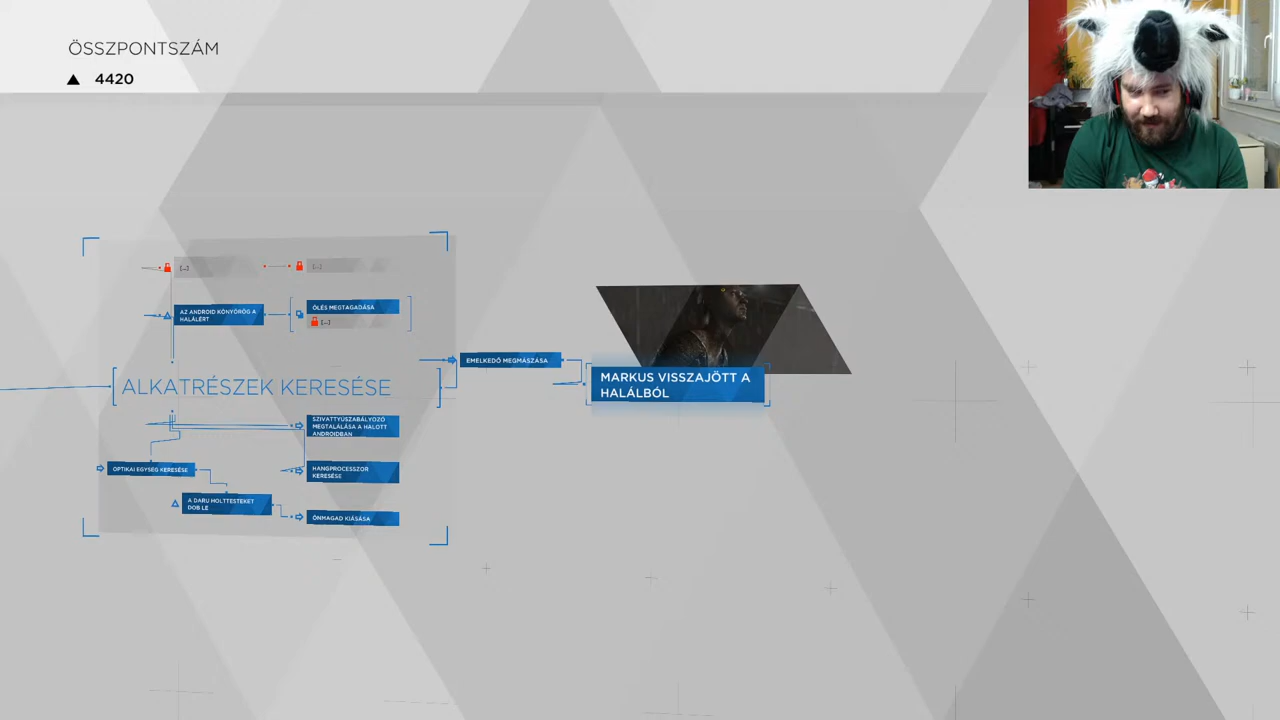 ÖSSZPONTSZÁM
4420
[...]
[...]
AZ ANDROID KÖNYÖRÖG A
HALÁLÉRT
ÖLÉS MEGTAGADÁSA
[...]
EMELKEDŐ MEGMÁSZÁSA
MARKUS VISSZAJÖTT A
HALÁLBÓL
ALKATRÉSZEK KERESÉSE
SZIVATTYÚSZABÁLYOZÓ
MEGTALÁLÁSA A HALOTT
ANDROIDBAN
OPTIKAI EGYSÉG KERESÉSE
HANGPROCESSZOR
KERESÉSE
A DARU HOLTTESTEKET
DOB LE
ÖNMAGAD KIÁSÁSA